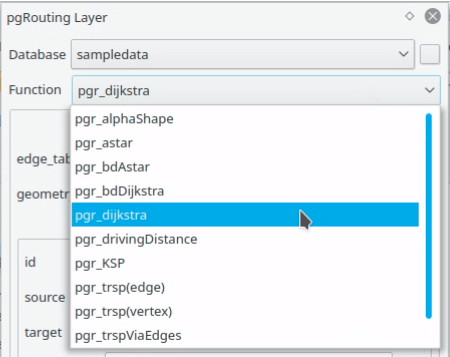 pgRouting Layer
Database sampledata
Function pgr_dijkstra
pgr_alphaShape
pgr_astar
edge_tab
pgr_bdAstar
geometr
pgr_bdDijkstra
pgr_dijkstra
pgr_drivingDistance
id
pgr_KSP
source
pgr_trsp(edge)
pgr_trsp(vertex)
target
pgr_trspViaEdges